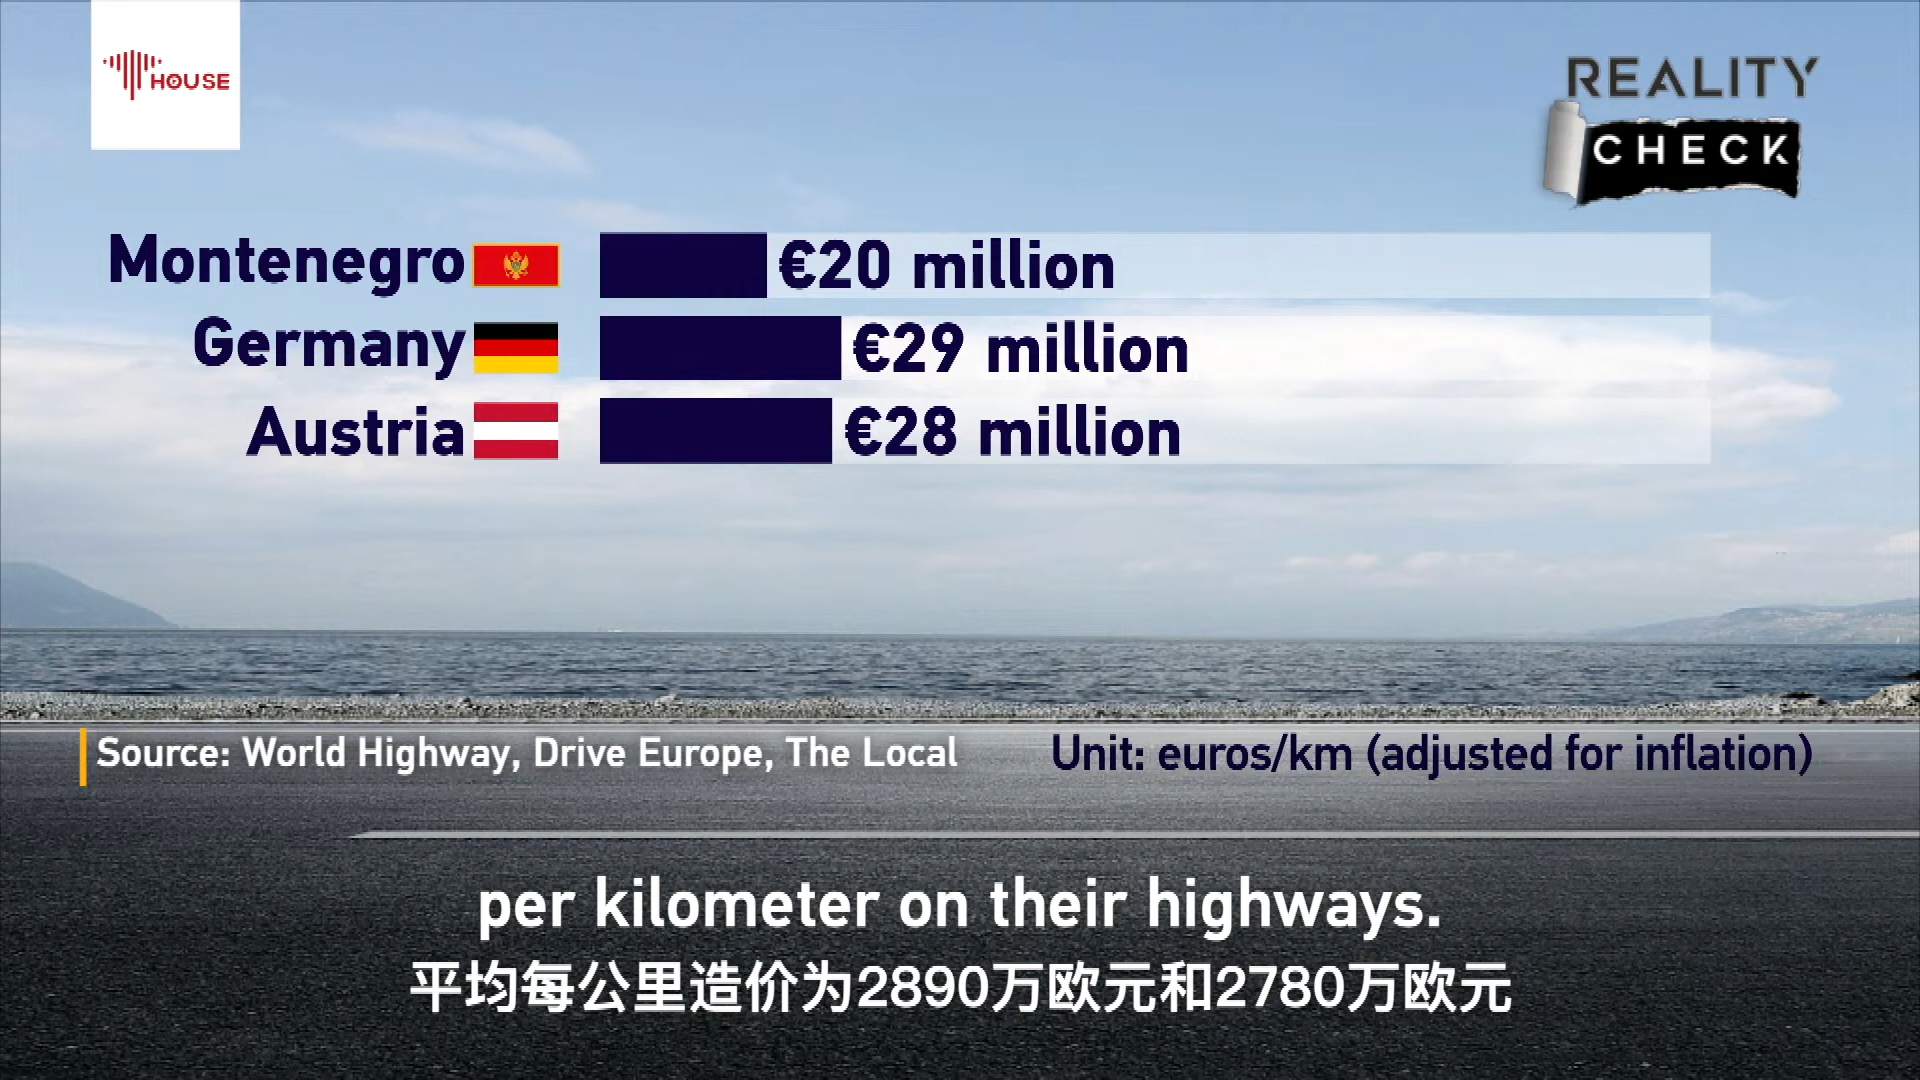 HOUSE
REALITY
CHECK
Montenegro €20 million
Germany €29 million
Austria €28 million
Source: World Highway, Drive Europe, The Local
Unit: euros/km (adjusted for inflation)
per kilometer on their highways.
平均每公里造价为2890万欧元和2780万欧元